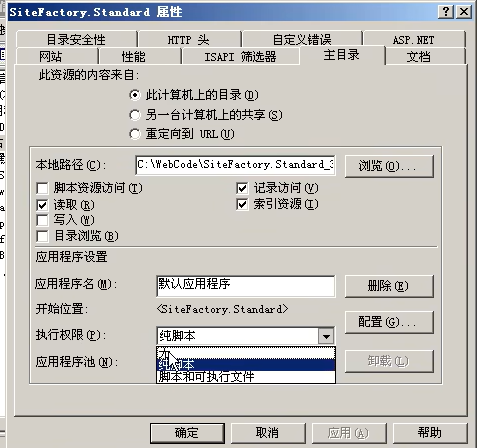 SiteFactory.Standard 属性
目录安全性 HTTP 头 自定义错误 ASP.NET
网站 性能 ISAPI 筛选器 主目录 文档
此资源的内容来自:
此计算机上的目录(D)
另一台计算机上的共享(S)
重定向到 URL(U)
本地路径(C): C:\WebCode\SiteFactory.Standard_3 浏览(O)...
脚本资源访问(T) 记录访问(V)
读取(R) 索引资源(I)
写入(W)
目录浏览(B)
应用程序设置
应用程序名(M): 默认应用程序 删除(E)
开始位置: <SiteFactory.Standard>
执行权限(P): 纯脚本 配置(G)...
无
应用程序池(N): 纯脚本 卸载(L)
脚本和可执行文件
确定 取消 应用(A) 帮助